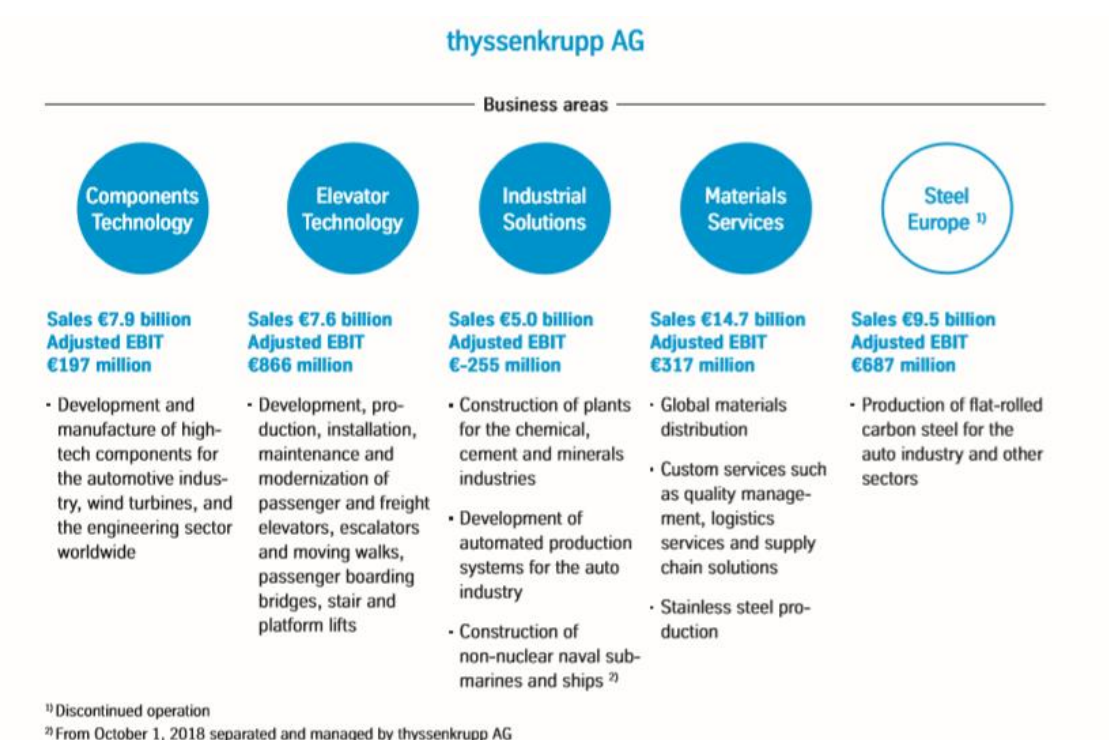 thyssenkrupp AG
Business areas
Components
Technology
Elevator
Technology
Industrial
Solutions
Materials
Services
Steel
Europe 1)
Sales €7.9 billion
Adjusted EBIT
€197 million
· Development and
manufacture of high-
tech components for
the automotive indus-
try, wind turbines, and
the engineering sector
worldwide
Sales €7.6 billion
Adjusted EBIT
€866 million
· Development, pro-
duction, installation,
maintenance and
modernization of
passenger and freight
elevators, escalators
and moving walks,
passenger boarding
bridges, stair and
platform lifts
Sales €5.0 billion
Adjusted EBIT
€-255 million
· Construction of plants
for the chemical,
cement and minerals
industries
· Development of
automated production
systems for the auto
industry
· Construction of
non-nuclear naval sub-
marines and ships 2)
Sales €14.7 billion
Adjusted EBIT
€317 million
· Global materials
distribution
· Custom services such
as quality manage-
ment, logistics
services and supply
chain solutions
· Stainless steel pro-
duction
Sales €9.5 billion
Adjusted EBIT
€687 million
· Production of flat-rolled
carbon steel for the
auto industry and other
sectors
1) Discontinued operation
2) From October 1, 2018 separated and managed by thyssenkrupp AG